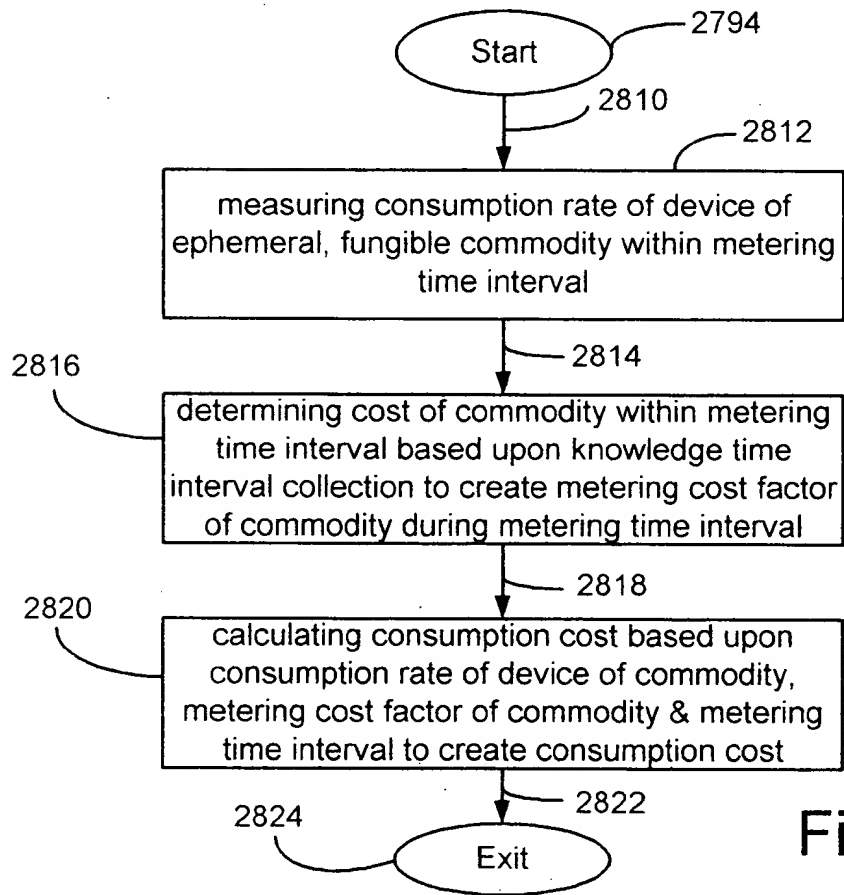 Start
2794
2810
2812
measuring consumption rate of device of
ephemeral, fungible commodity within metering
time interval
2814
2816
determining cost of commodity within metering
time interval based upon knowledge time
interval collection to create metering cost factor
of commodity during metering time interval
2818
2820
calculating consumption cost based upon
consumption rate of device of commodity,
metering cost factor of commodity & metering
time interval to create consumption cost
2822
2824
Exit
Fi